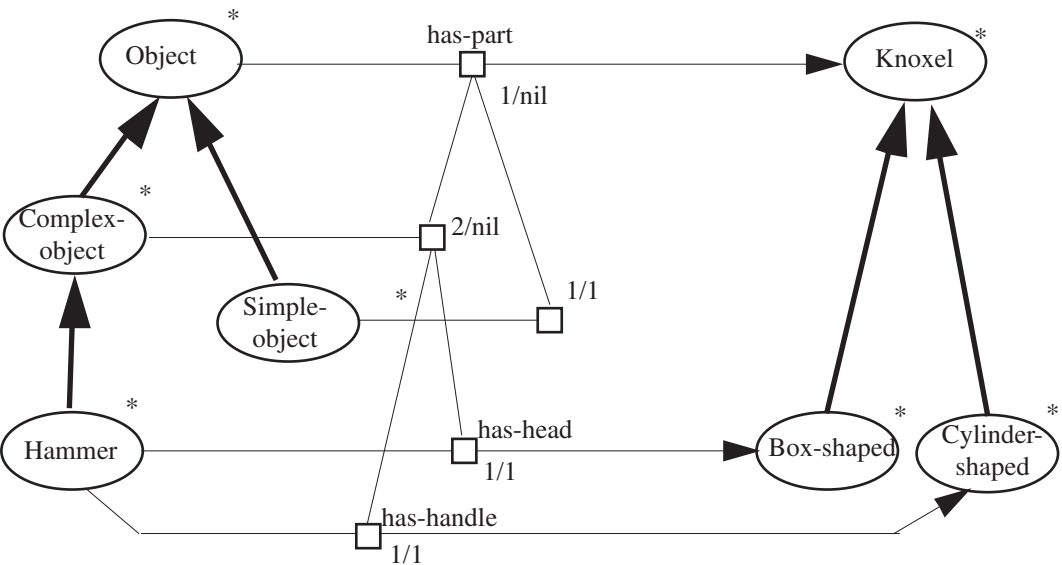 *
Object
has-part
1/nil
*
Knoxel
*
Complex-
object
2/nil
*
Simple-
object
1/1
*
Hammer
has-head
1/1
*
Box-shaped
*
Cylinder-
shaped
has-handle
1/1